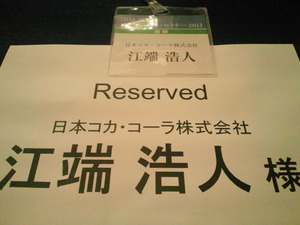 セミナー2011
講師
日本コカ・コーラ株式会社
江端 浩人
Reserved
日本コカ・コーラ株式会社
江端 浩人 様